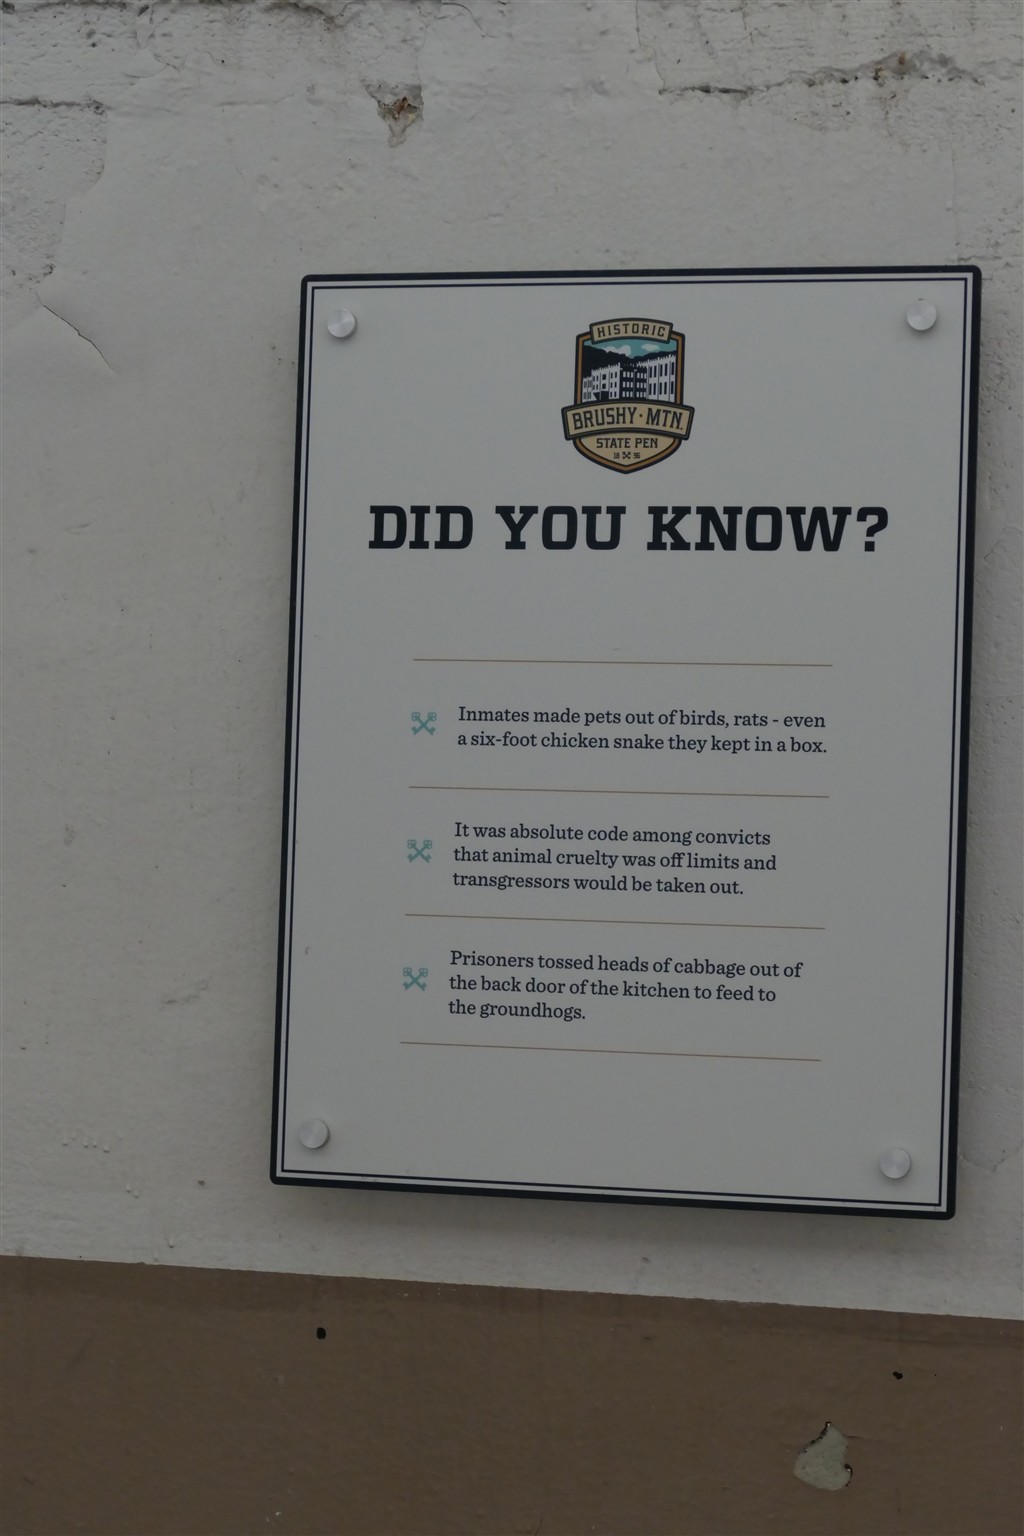 HISTORIC
BRUSHY · MTN.
STATE PEN
18 96
DID YOU KNOW?
Inmates made pets out of birds, rats - even
a six-foot chicken snake they kept in a box.
It was absolute code among convicts
that animal cruelty was off limits and
transgressors would be taken out.
Prisoners tossed heads of cabbage out of
the back door of the kitchen to feed to
the groundhogs.